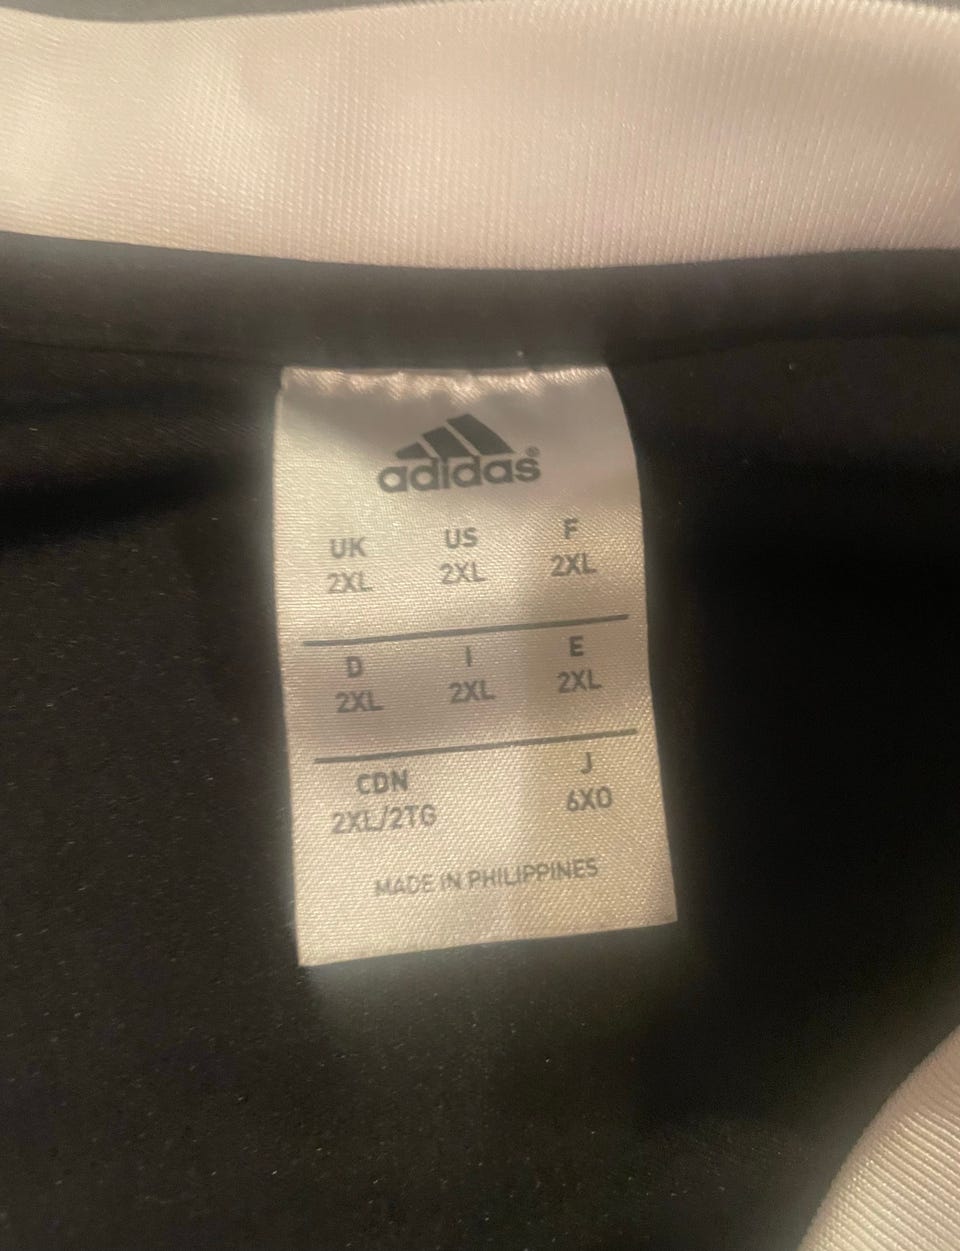 adidas®
UK US F
2XL 2XL 2XL
D I E
2XL 2XL 2XL
CDN J
2XL/2TG 6XO
MADE IN PHILIPPINES